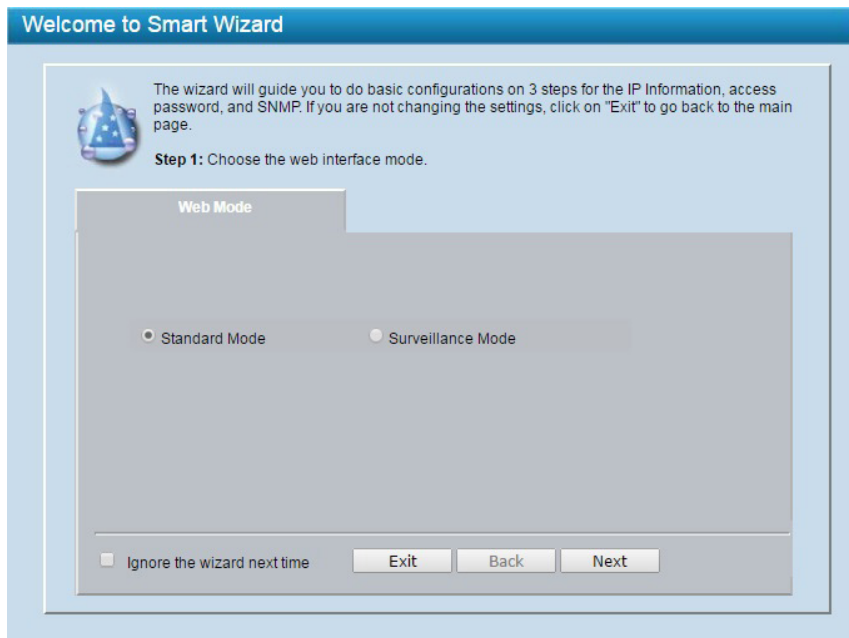 Welcome to Smart Wizard
The wizard will guide you to do basic configurations on 3 steps for the IP Information, access
password, and SNMP. If you are not changing the settings, click on "Exit" to go back to the main
page.
Step 1: Choose the web interface mode.
Web Mode
Standard Mode Surveillance Mode
Ignore the wizard next time Exit Back Next